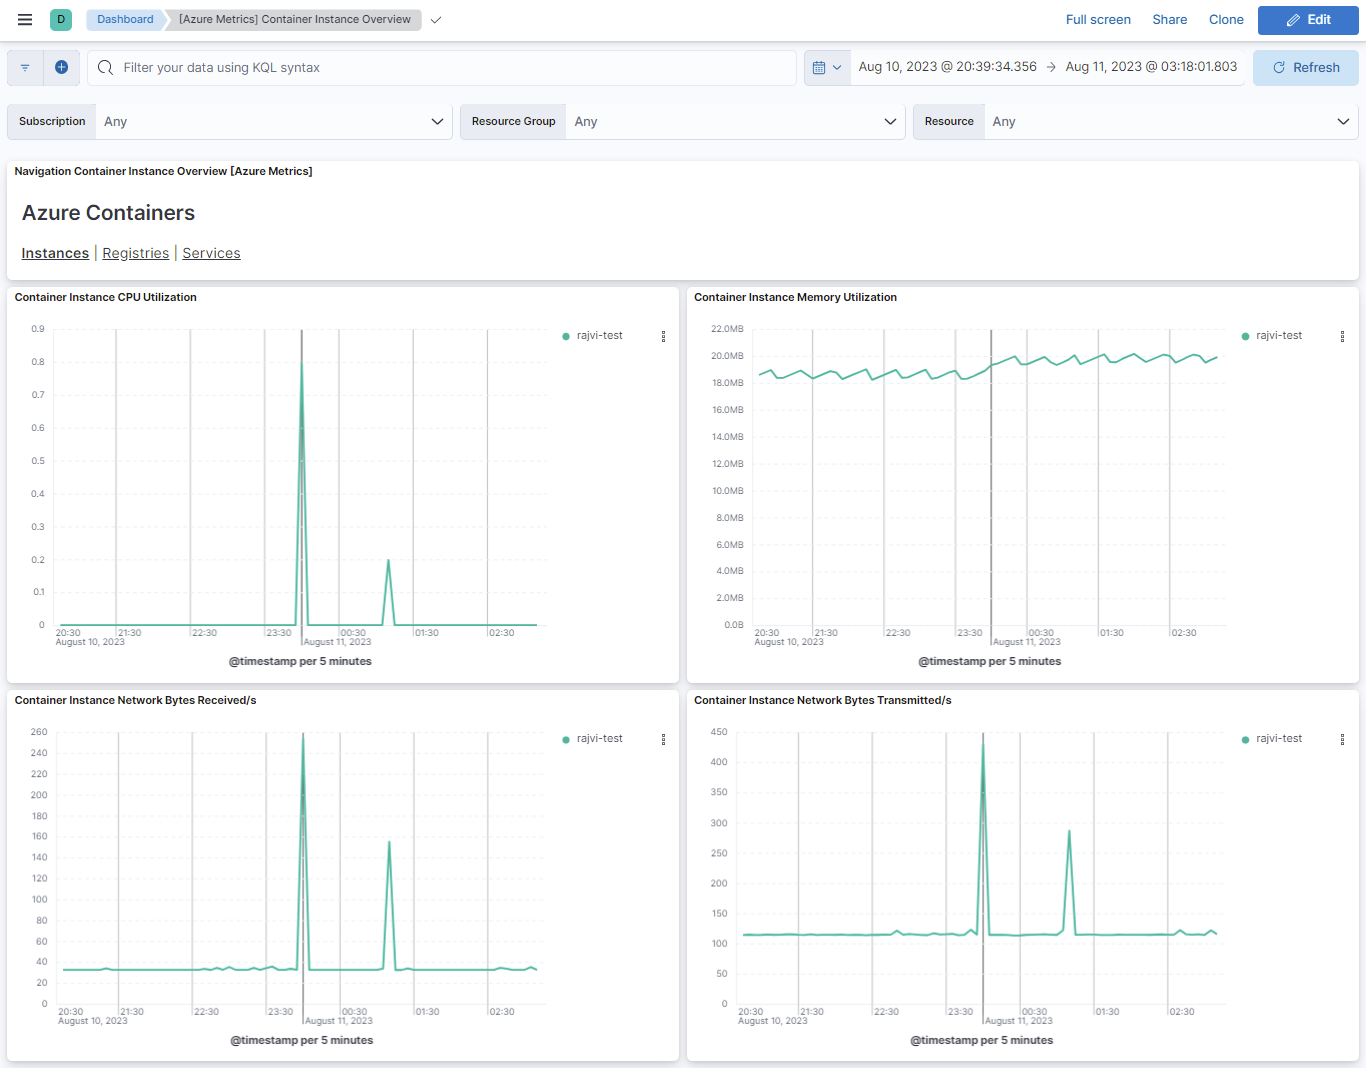 D Dashboard [Azure Metrics] Container Instance Overview Full screen Share Clone Edit
Filter your data using KQL syntax Aug 10, 2023 @ 20:39:34.356 → Aug 11, 2023 @ 03:18:01.803 Refresh
Subscription Any Resource Group Any Resource Any
Navigation Container Instance Overview [Azure Metrics]
Azure Containers
Instances | Registries | Services
Container Instance CPU Utilization
0.9
0.8
0.7
0.6
0.5
0.4
0.3
0.2
0.1
0
20:30 21:30 22:30 23:30 00:30 01:30 02:30
August 10, 2023 August 11, 2023
@timestamp per 5 minutes
rajvi-test
Container Instance Memory Utilization
22.0MB
20.0MB
18.0MB
16.0MB
14.0MB
12.0MB
10.0MB
8.0MB
6.0MB
4.0MB
2.0MB
0.0B
20:30 21:30 22:30 23:30 00:30 01:30 02:30
August 10, 2023 August 11, 2023
@timestamp per 5 minutes
rajvi-test
Container Instance Network Bytes Received/s
260
240
220
200
180
160
140
120
100
80
60
40
20
0
20:30 21:30 22:30 23:30 00:30 01:30 02:30
August 10, 2023 August 11, 2023
@timestamp per 5 minutes
rajvi-test
Container Instance Network Bytes Transmitted/s
450
400
350
300
250
200
150
100
50
0
20:30 21:30 22:30 23:30 00:30 01:30 02:30
August 10, 2023 August 11, 2023
@timestamp per 5 minutes
rajvi-test